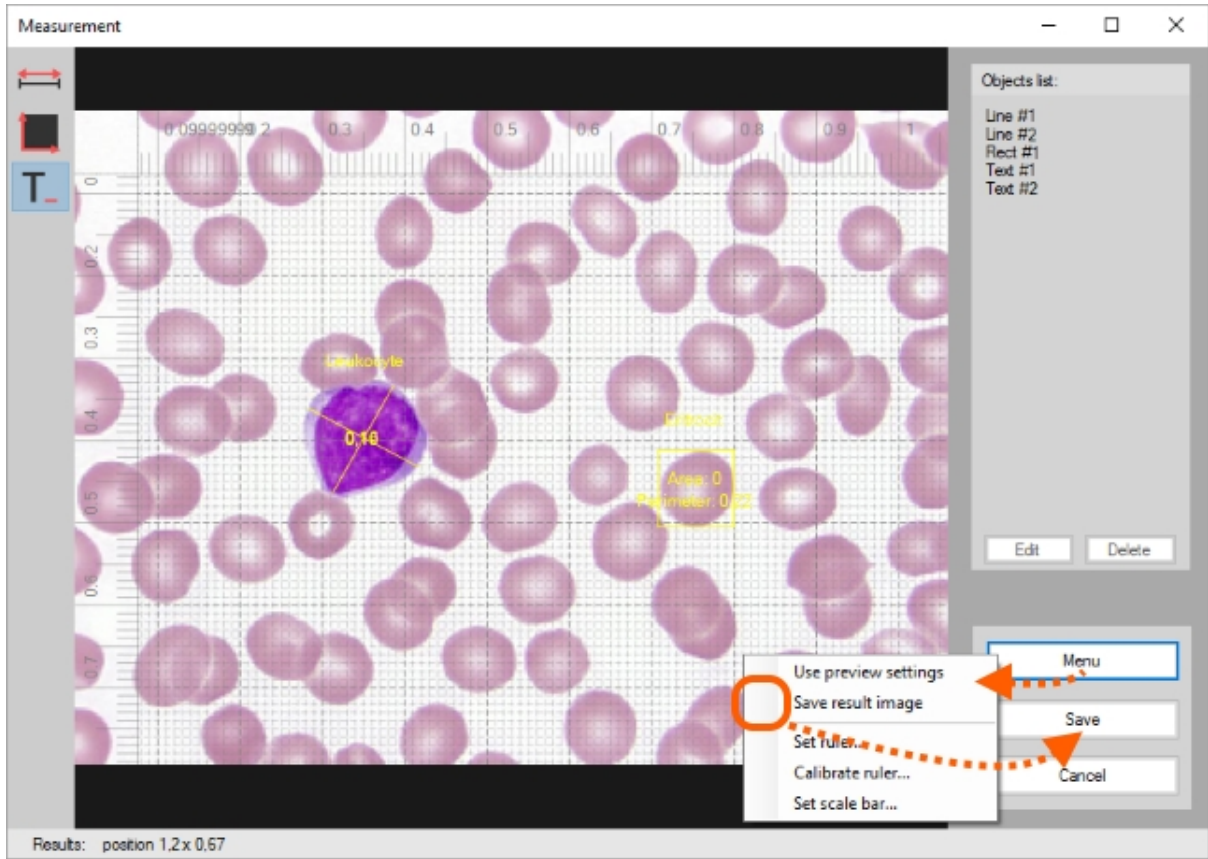 Measurement
T_
Objects list:
Line #1
Line #2
Rect #1
Text #1
Text #2
0.09999999 0.2 0.3 0.4 0.5 0.6 0.7 0.8 0.9 1
0
0.2
0.3
0.4
0.5
0.6
0.7
Leukocyte
Area: 0
Perimeter: 0,22
Edit Delete
Menu
Save
Cancel
Use preview settings
Save result image
Set ruler...
Calibrate ruler...
Set scale bar...
Results: position 1,2 x 0,67